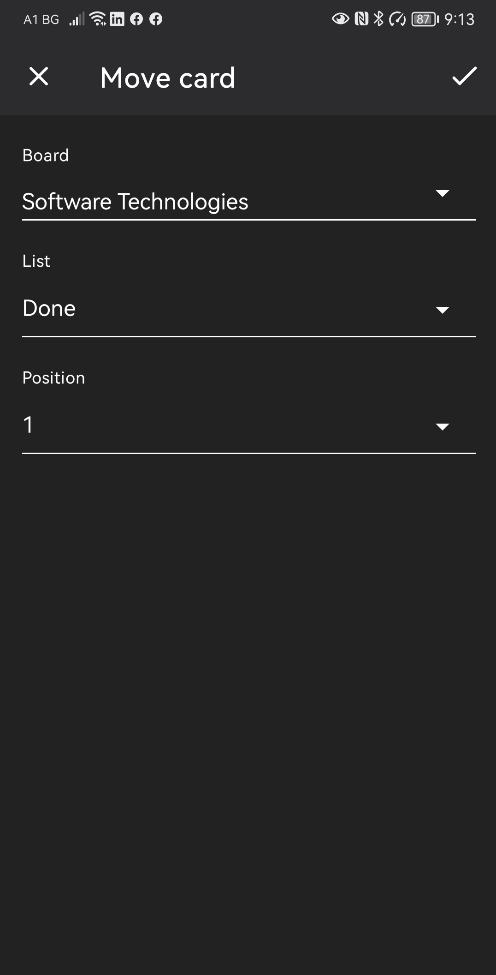 A1 BG 87 9:13
Move card
Board
Software Technologies
List
Done
Position
1